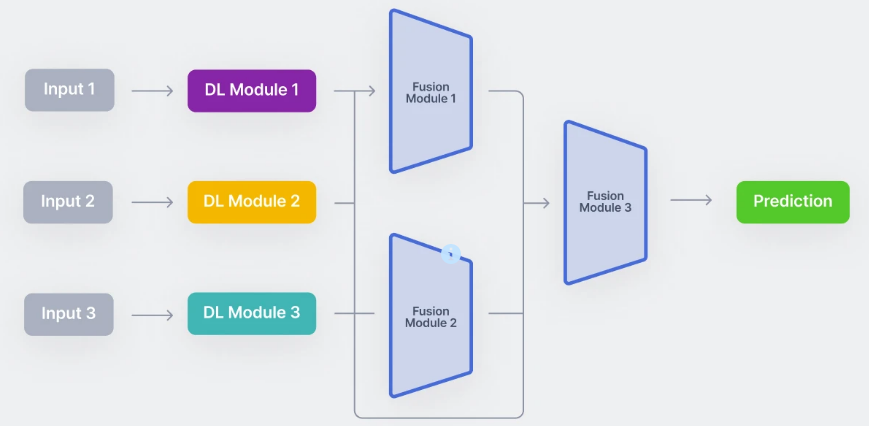 Input 1
DL Module 1
Fusion
Module 1
Input 2
DL Module 2
Fusion
Module 3
Prediction
Input 3
DL Module 3
Fusion
Module 2